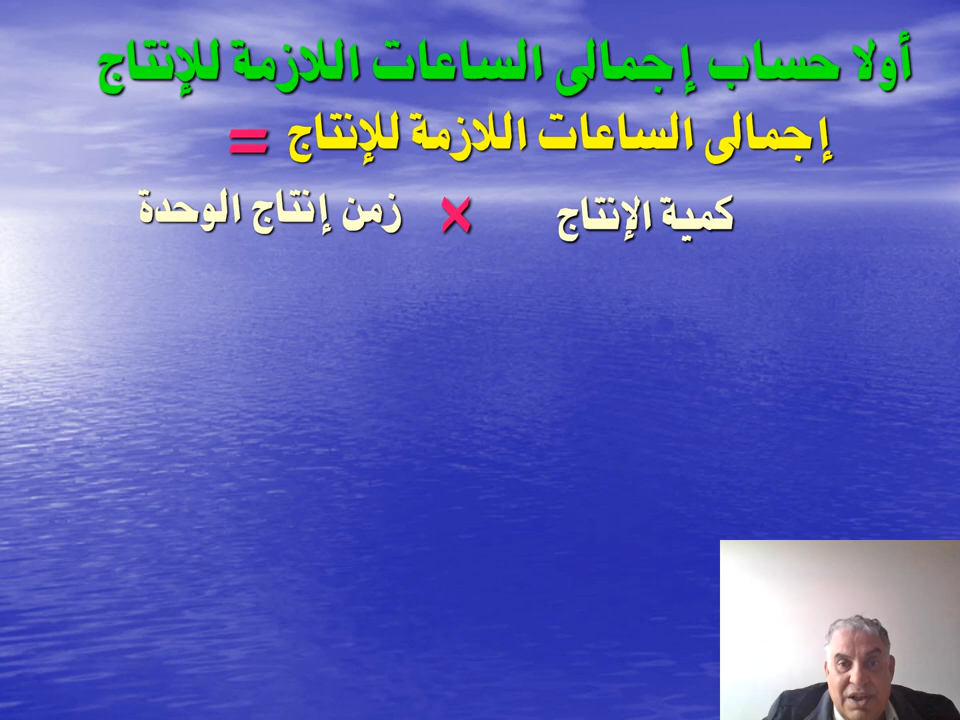 أولا حساب إجمالى الساعات اللازمة للإنتاج
إجمالى الساعات اللازمة للإنتاج =
كمية الإنتاج × زمن إنتاج الوحدة